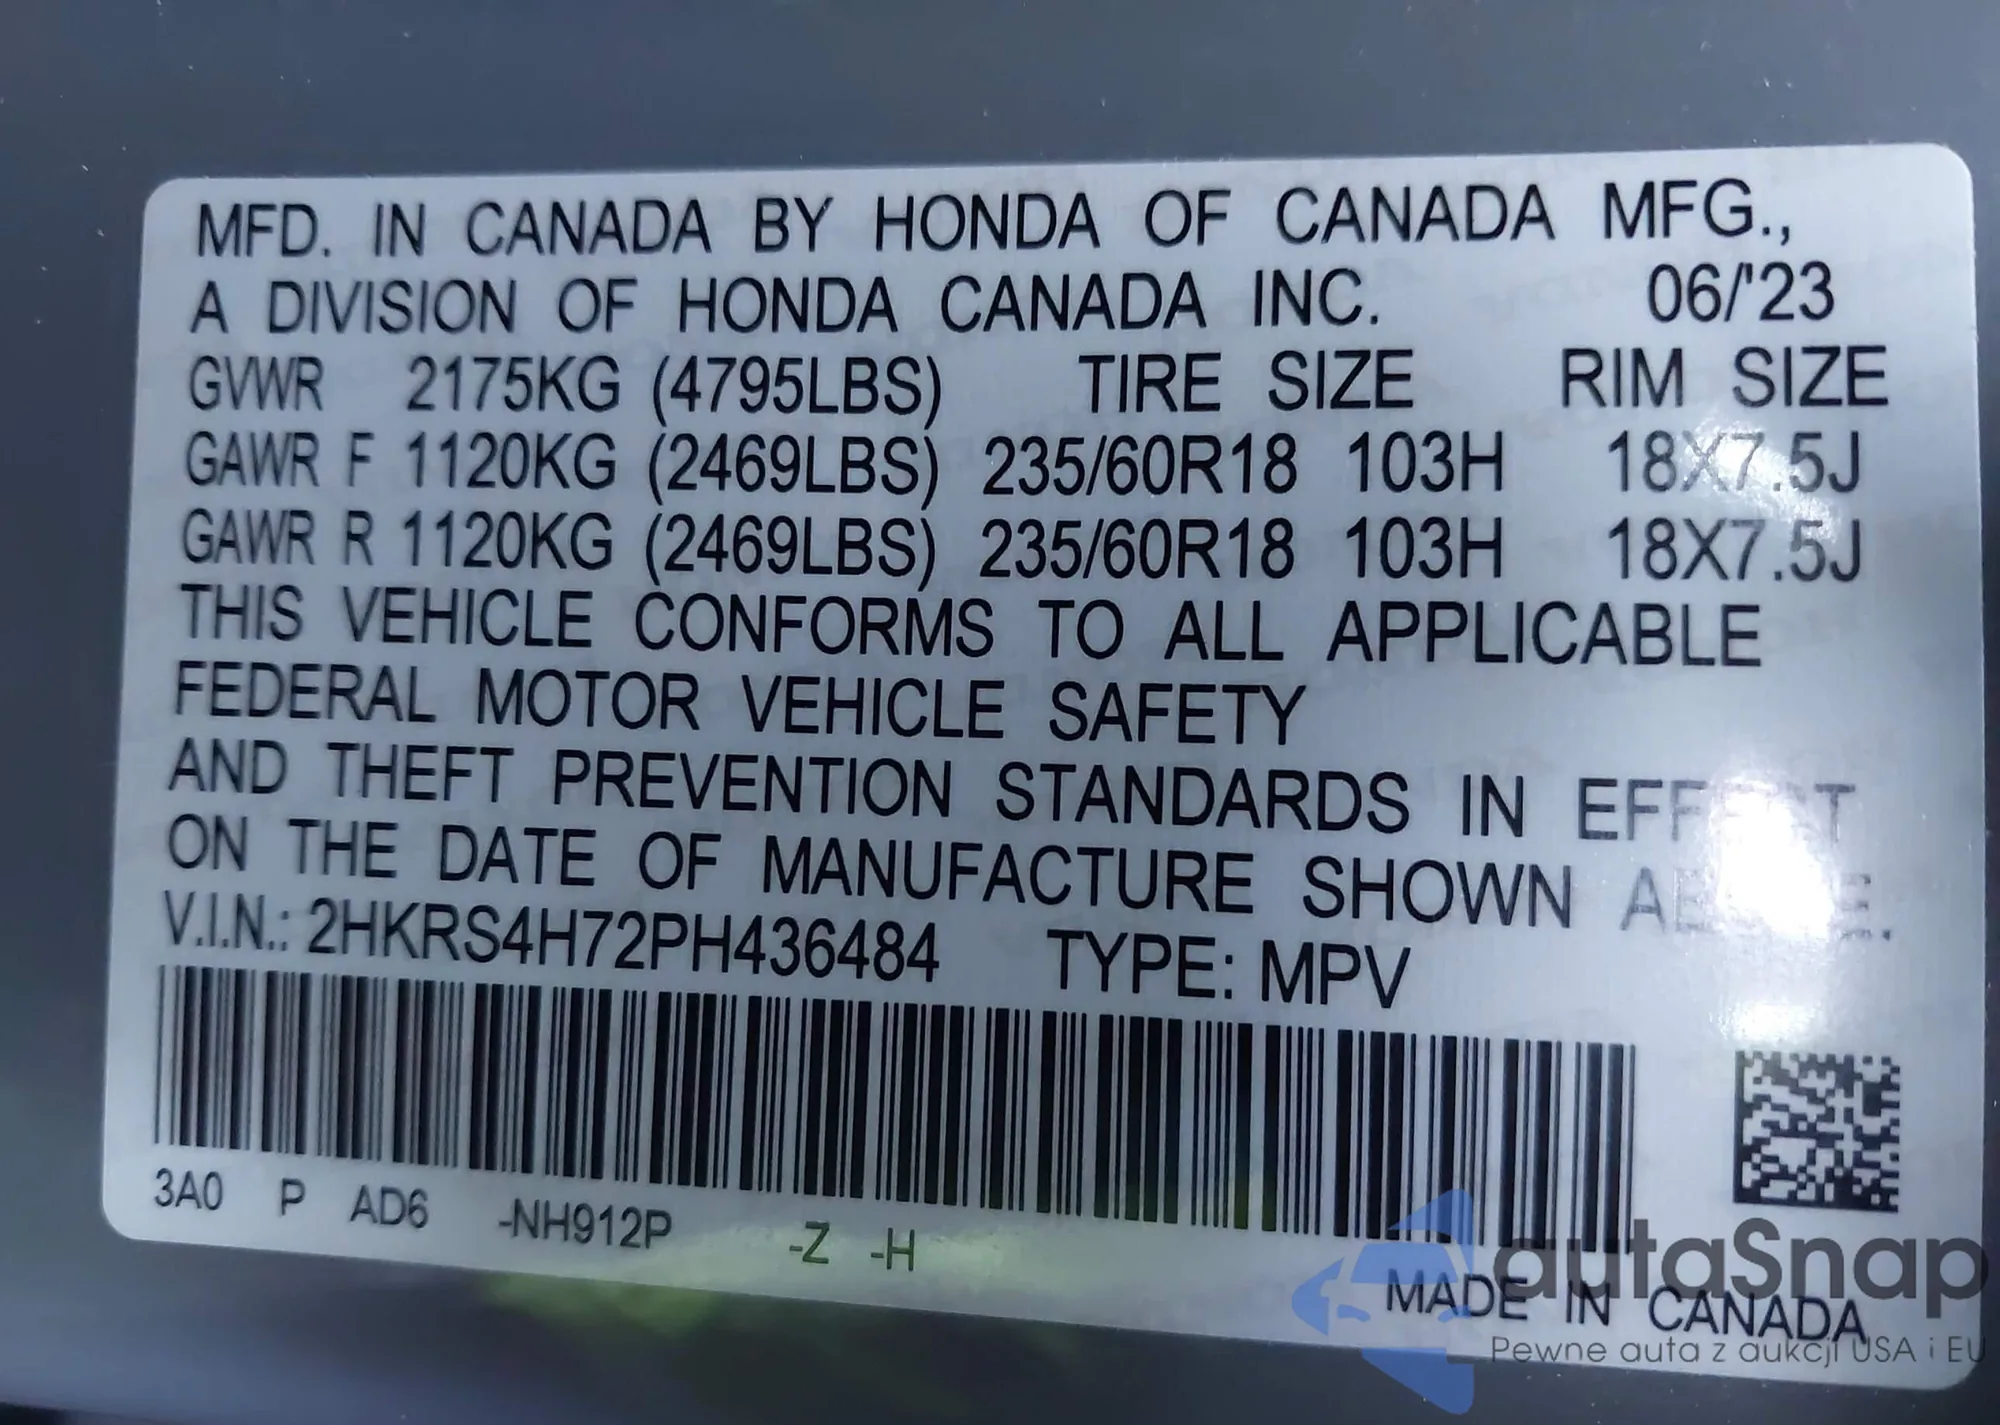 MFD. IN CANADA BY HONDA OF CANADA MFG.,
A DIVISION OF HONDA CANADA INC. 06/'23
GVWR 2175KG (4795LBS) TIRE SIZE RIM SIZE
GAWR F 1120KG (2469LBS) 235/60R18 103H 18X7.5J
GAWR R 1120KG (2469LBS) 235/60R18 103H 18X7.5J
THIS VEHICLE CONFORMS TO ALL APPLICABLE
FEDERAL MOTOR VEHICLE SAFETY
AND THEFT PREVENTION STANDARDS IN EFFECT
ON THE DATE OF MANUFACTURE SHOWN ABOVE.
V.I.N.: 2HKRS4H72PH436484 TYPE: MPV
3A0 P AD6 -NH912P -Z -H
MADE IN CANADA
autaSnap
Pewne auta z aukcji USA i EU